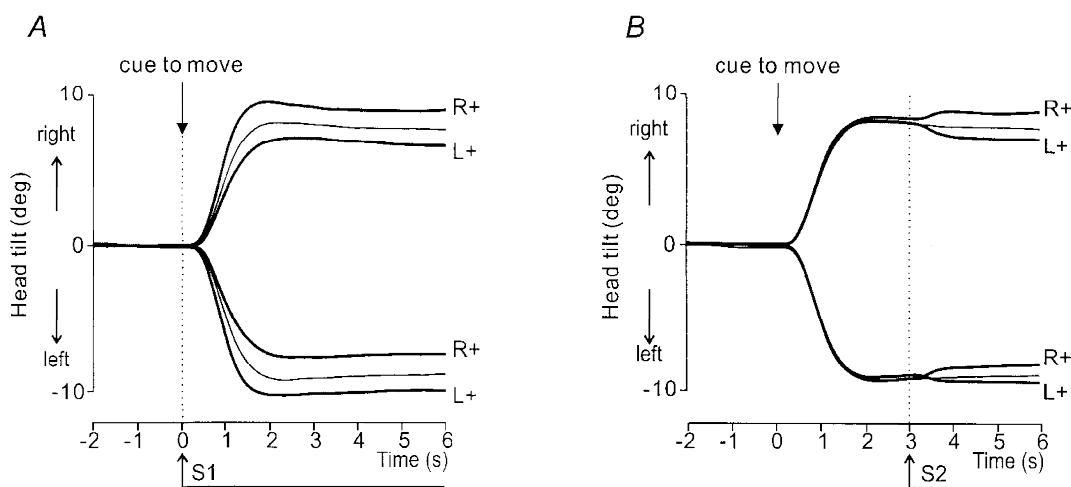 A
cue to move
10
right
0
left
-10
Head tilt (deg)
R+
L+
R+
L+
-2 -1 0 1 2 3 4 5 6
Time (s)
S1
B
cue to move
10
right
0
left
-10
Head tilt (deg)
R+
L+
R+
L+
-2 -1 0 1 2 3 4 5 6
Time (s)
S2